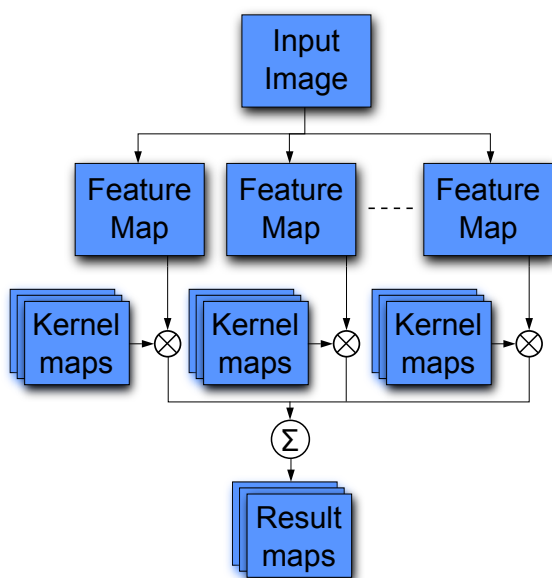 Input
Image
Feature
Map
Feature
Map
Feature
Map
Kernel
maps
Kernel
maps
Kernel
maps
Σ
Result
maps